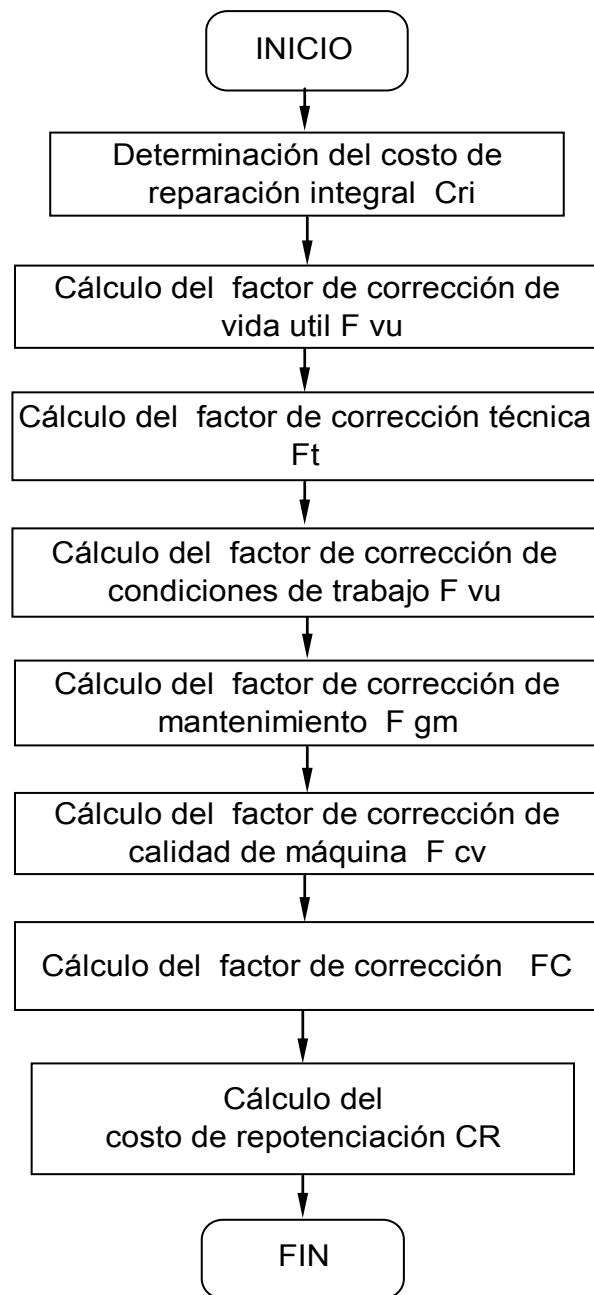 INICIO
Determinación del costo de
reparación integral Cri
Cálculo del factor de corrección de
vida util F vu
Cálculo del factor de corrección técnica
Ft
Cálculo del factor de corrección de
condiciones de trabajo F vu
Cálculo del factor de corrección de
mantenimiento F gm
Cálculo del factor de corrección de
calidad de máquina F cv
Cálculo del factor de corrección FC
Cálculo del
costo de repotenciación CR
FIN